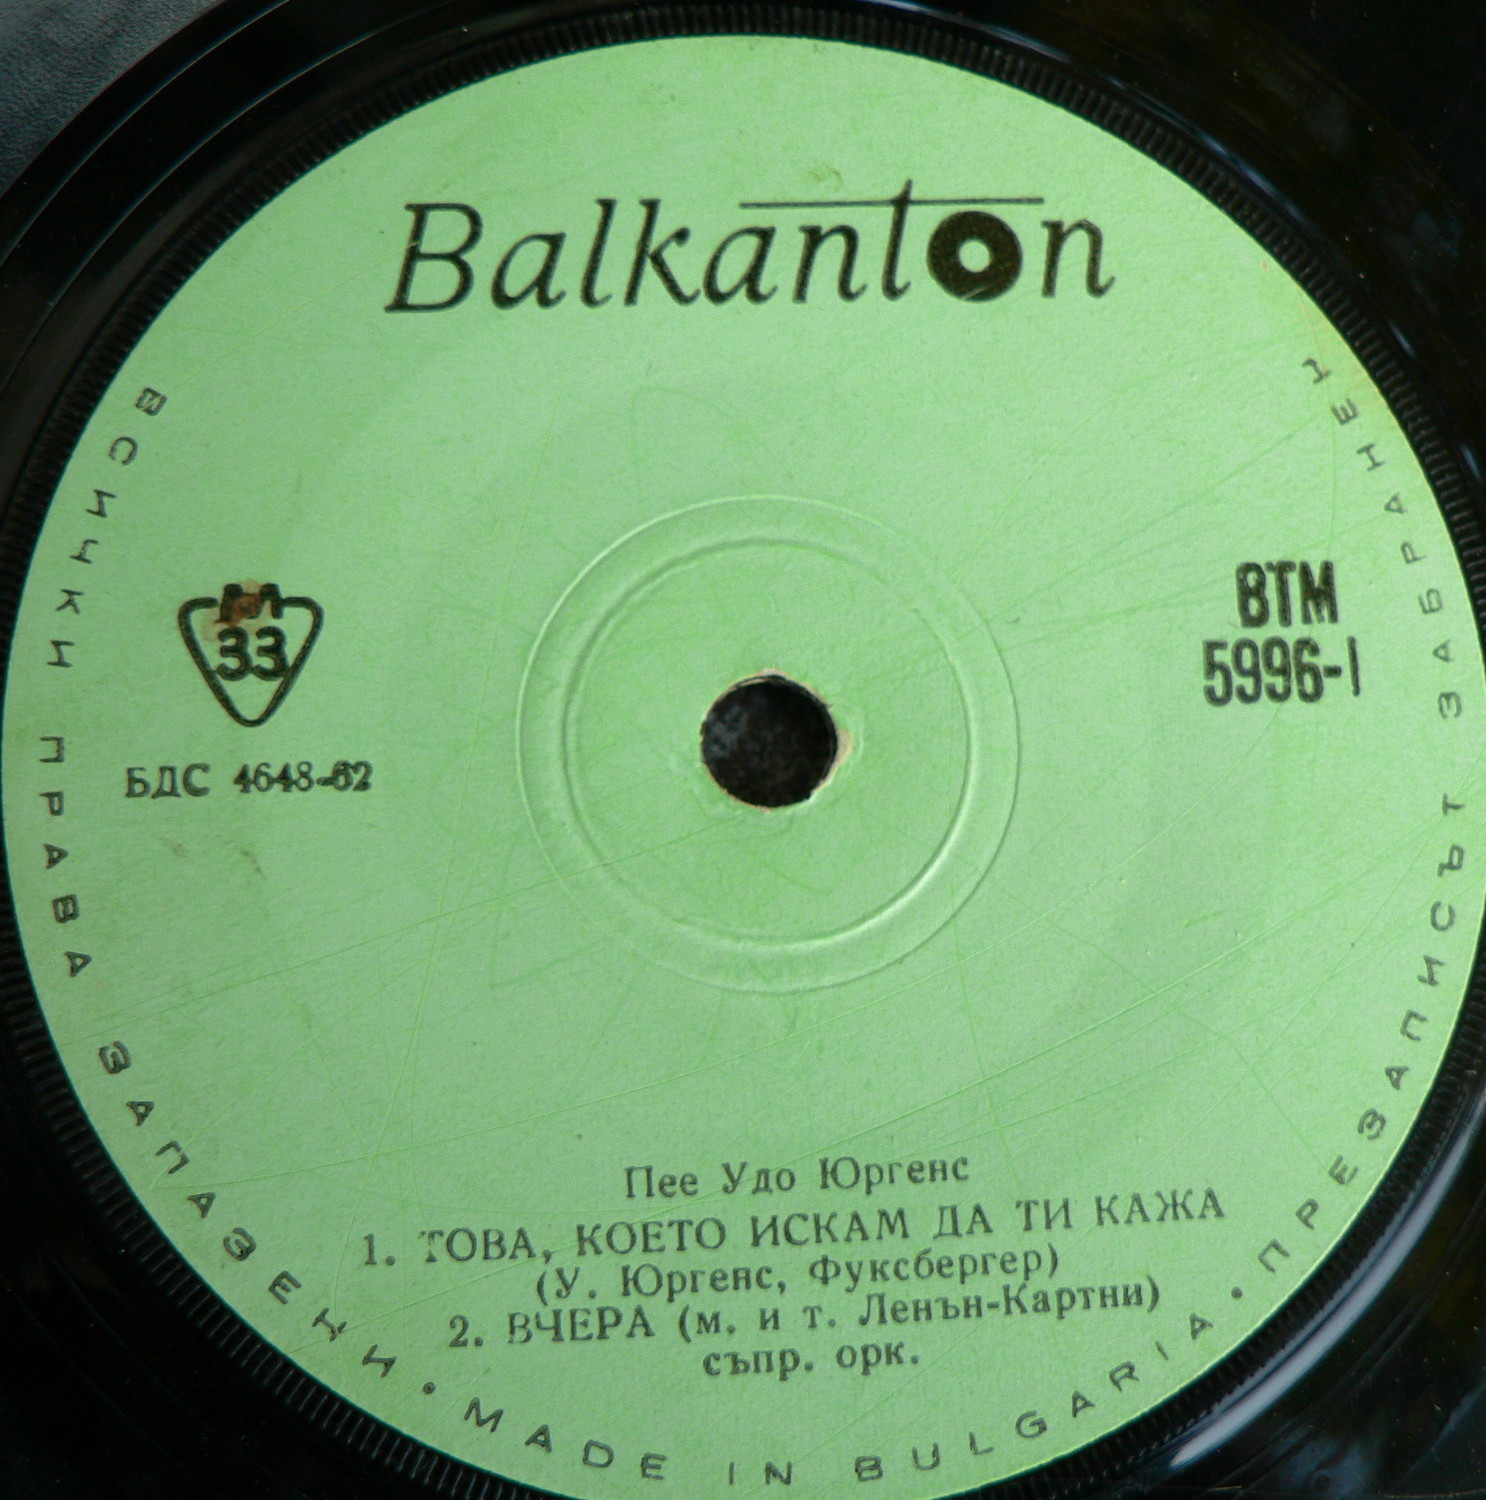 Balkanton
ВСИЧКИ ПРАВА ЗАПАЗЕНИ • MADE IN BULGARIA • ПРЕЗАПИСЪТ ЗАБРАНЕН
33
БДС 4648-62
ВТМ
5996-I
Пее Удо Юргенс
1. ТОВА, КОЕТО ИСКАМ ДА ТИ КАЖА
(У. Юргенс, Фуксбергер)
2. ВЧЕРА (м. и т. Ленън-Картни)
съпр. орк.